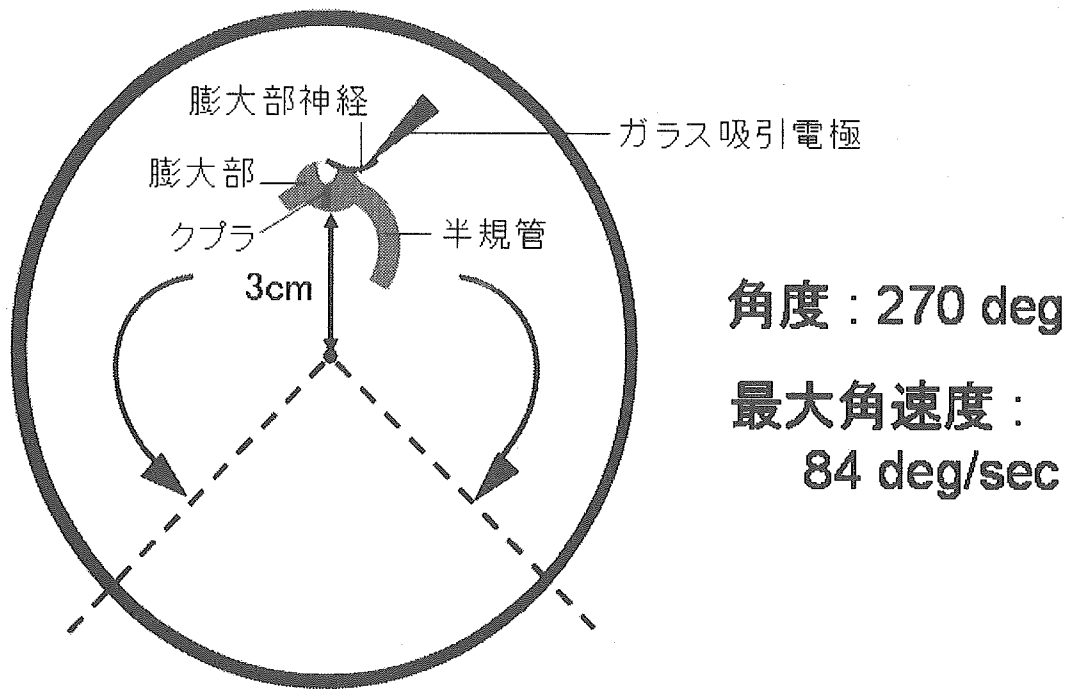 膨大部神経
ガラス吸引電極
膨大部
クプラ
半規管
3cm
角度：270 deg
最大角速度：
84 deg/sec